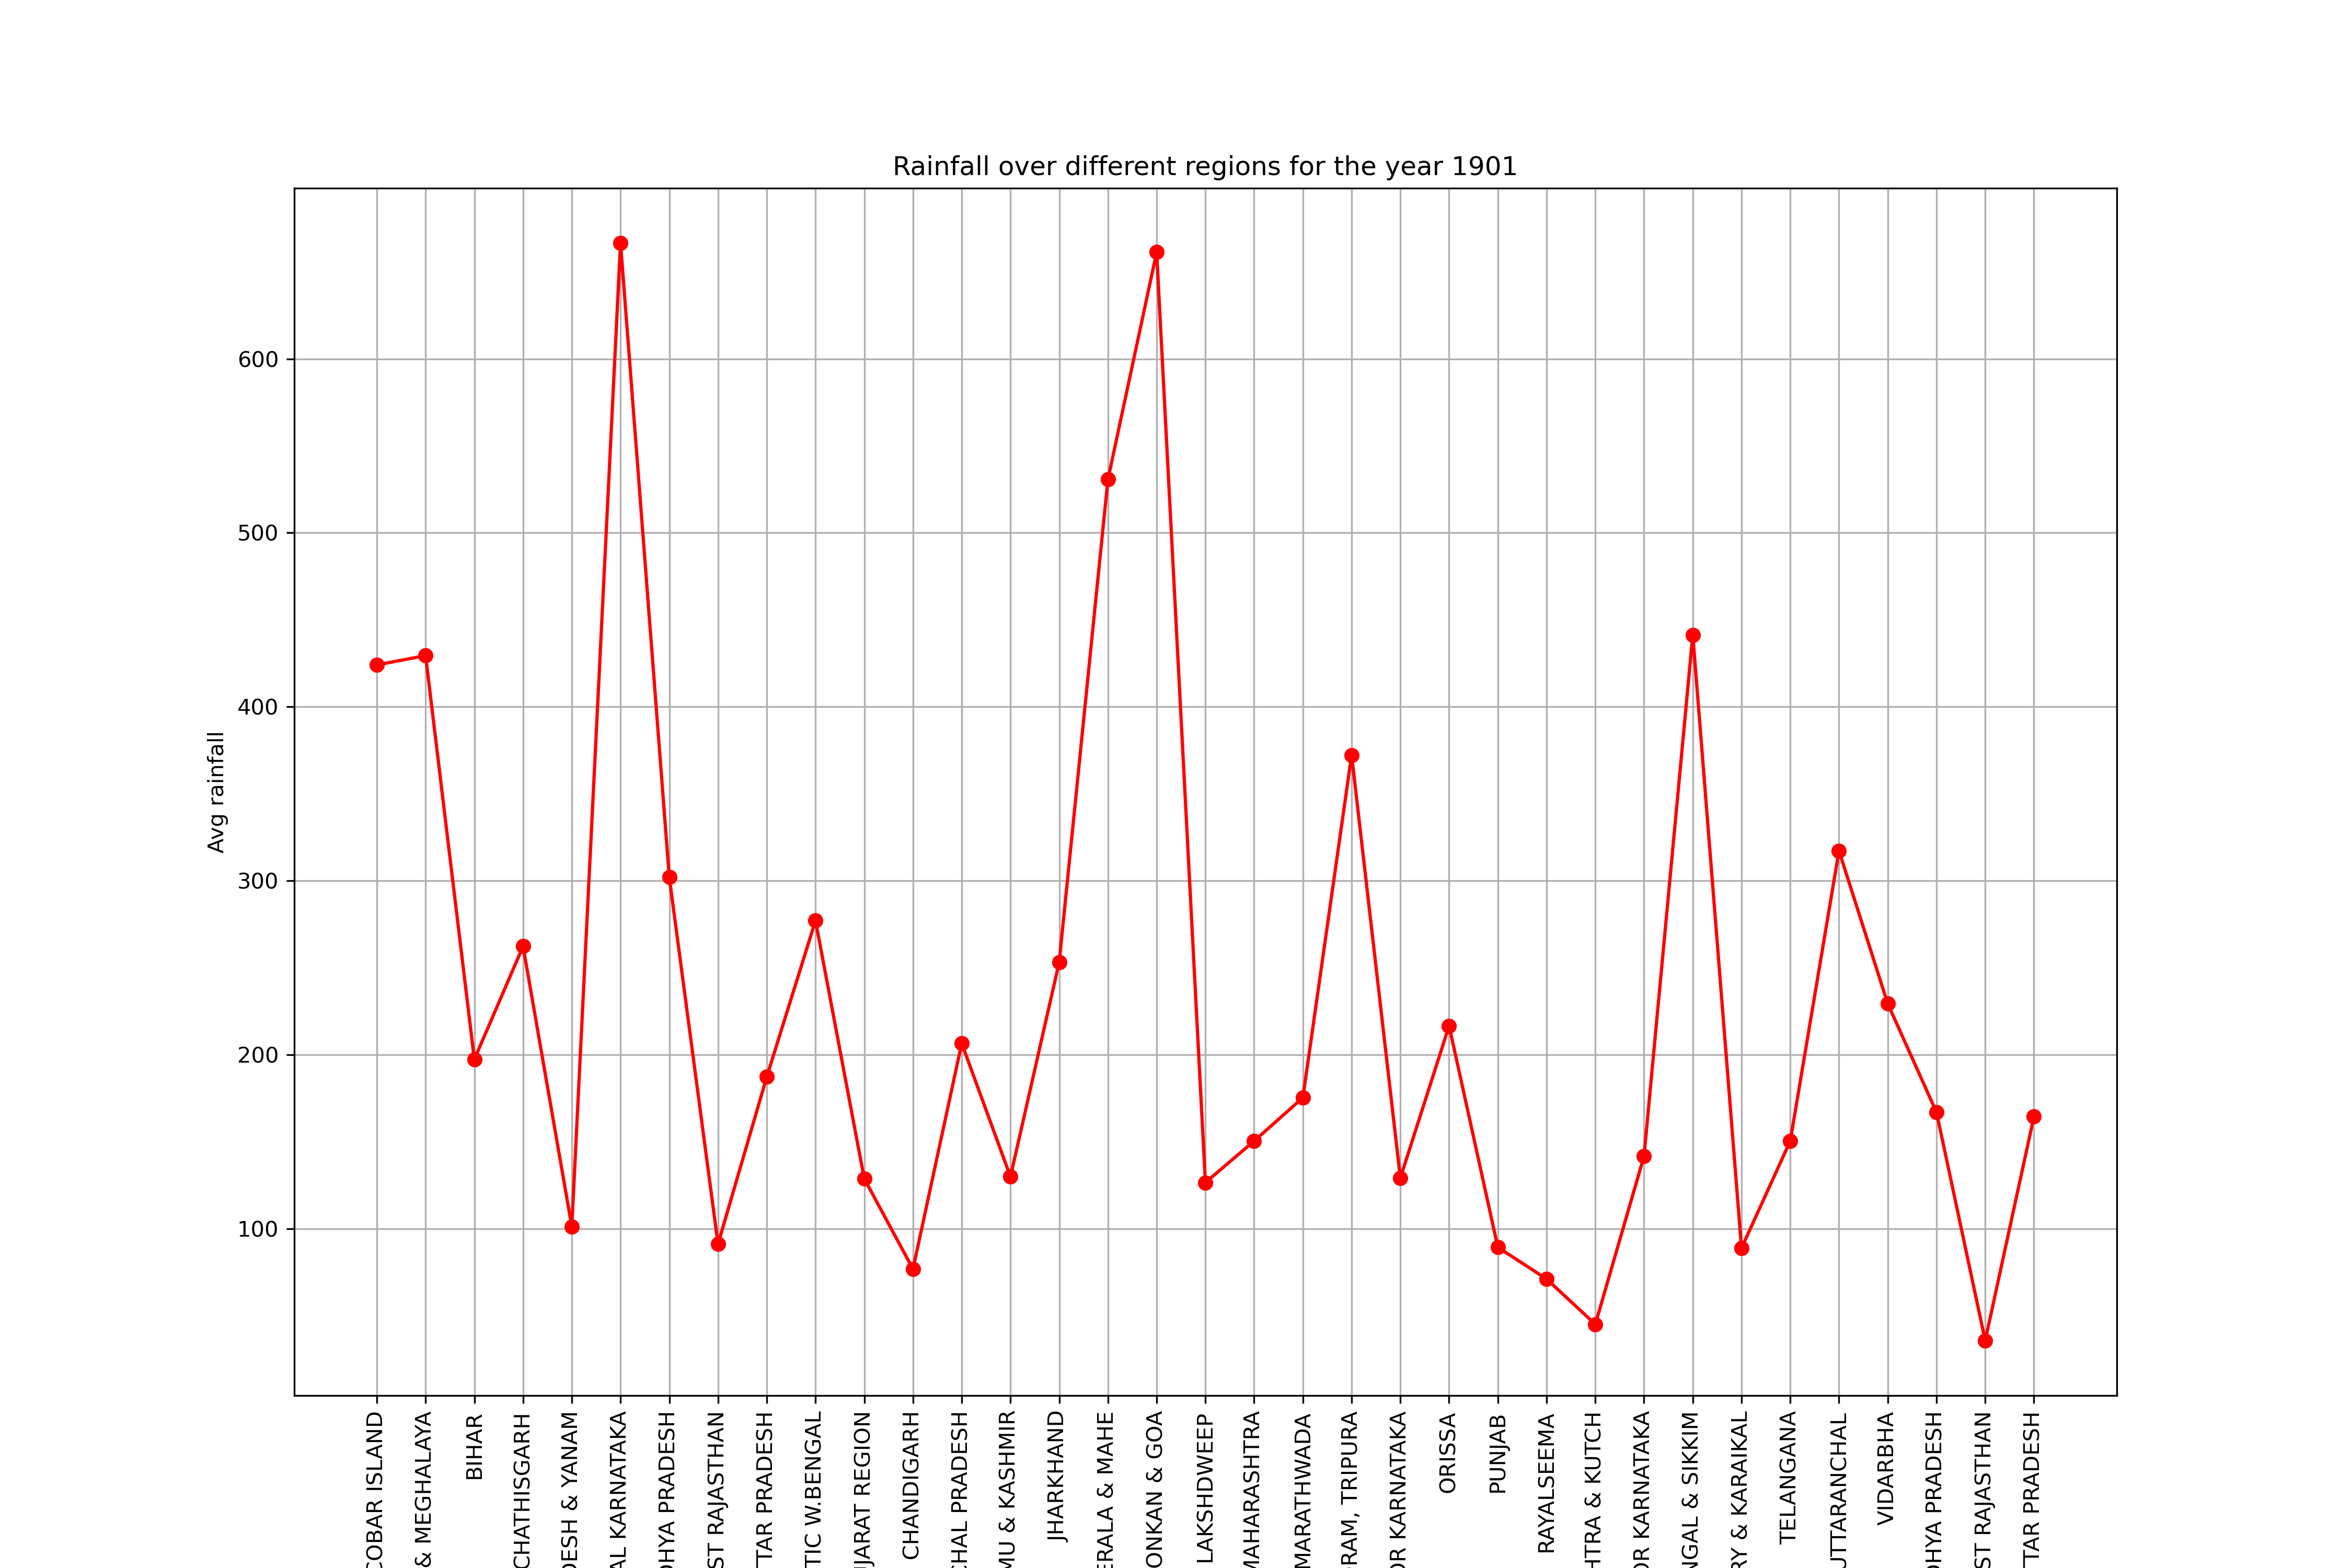 Rainfall over different regions for the year 1901
Avg rainfall
600
500
400
300
200
100
COBAR ISLAND
& MEGHALAYA
BIHAR
CHATHISGARH
DESH & YANAM
AL KARNATAKA
DHYA PRADESH
ST RAJASTHAN
TTAR PRADESH
TIC W.BENGAL
JARAT REGION
CHANDIGARH
CHAL PRADESH
MU & KASHMIR
JHARKHAND
ERALA & MAHE
ONKAN & GOA
LAKSHDWEEP
MAHARASHTRA
MARATHWADA
RAM, TRIPURA
OR KARNATAKA
ORISSA
PUNJAB
RAYALSEEMA
HTRA & KUTCH
OR KARNATAKA
NGAL & SIKKIM
RY & KARAIKAL
TELANGANA
UTTARANCHAL
VIDARBHA
DHYA PRADESH
ST RAJASTHAN
TTAR PRADESH